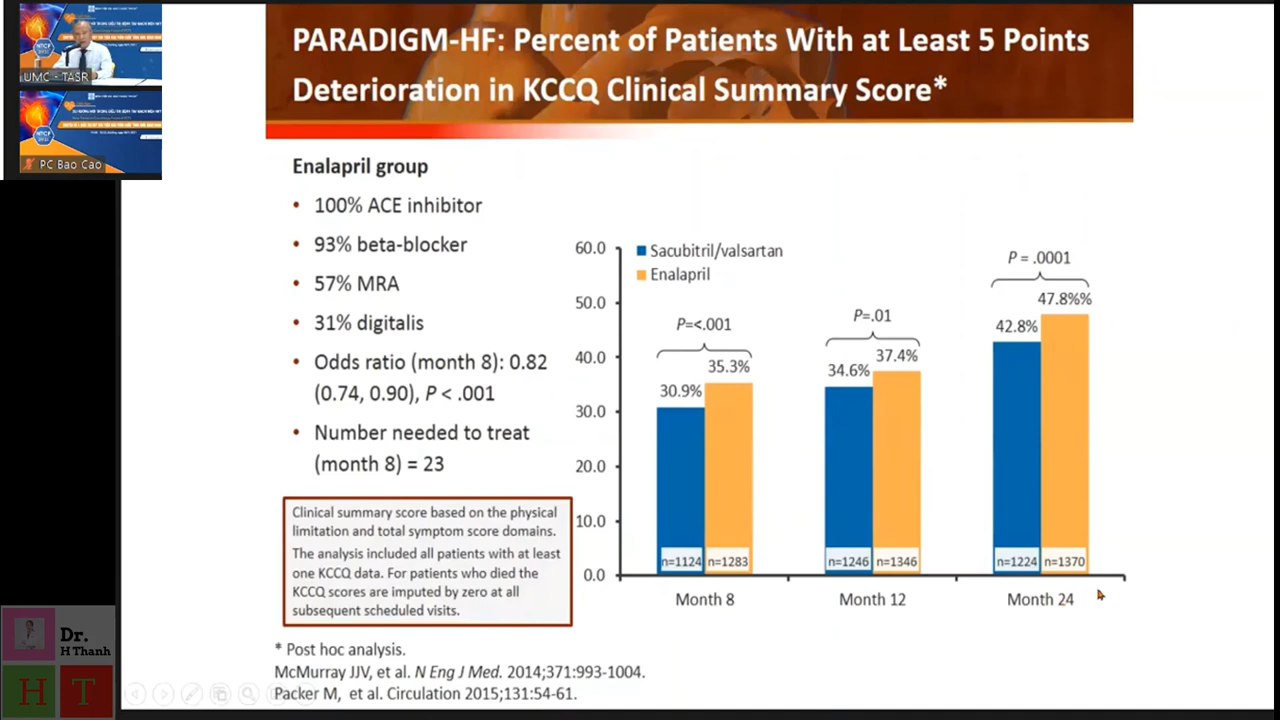 PARADIGM-HF: Percent of Patients With at Least 5 Points
Deterioration in KCCQ Clinical Summary Score*
UMC - TASR
PC Bao Cao
Enalapril group
• 100% ACE inhibitor
• 93% beta-blocker
• 57% MRA
• 31% digitalis
• Odds ratio (month 8): 0.82
(0.74, 0.90), P < .001
• Number needed to treat
(month 8) = 23
Clinical summary score based on the physical
limitation and total symptom score domains.
The analysis included all patients with at least
one KCCQ data. For patients who died the
KCCQ scores are imputed by zero at all
subsequent scheduled visits.
Sacubitril/valsartan
Enalapril
60.0
50.0
40.0
30.0
20.0
10.0
0.0
P=<.001
30.9%
35.3%
n=1124
n=1283
Month 8
P=.01
34.6%
37.4%
n=1246
n=1346
Month 12
P = .0001
42.8%
47.8%%
n=1224
n=1370
Month 24
* Post hoc analysis.
McMurray JJV, et al. N Eng J Med. 2014;371:993-1004.
Packer M, et al. Circulation 2015;131:54-61.
Dr.
H Thanh
H T